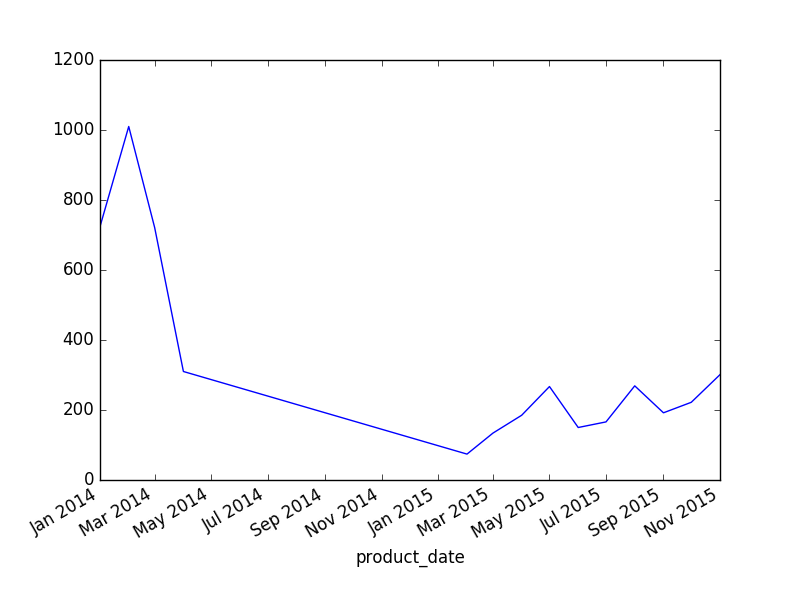 1200
1000
800
600
400
200
0
Jan 2014
Mar 2014
May 2014
Jul 2014
Sep 2014
Nov 2014
Jan 2015
Mar 2015
May 2015
Jul 2015
Sep 2015
Nov 2015
product_date